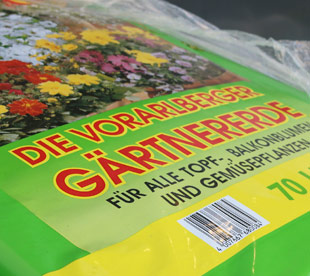 DIE VORARLBERGER
GÄRTNERERDE
FÜR ALLE TOPF-, BALKONBLUMEN
UND GEMÜSEPFLANZEN
70